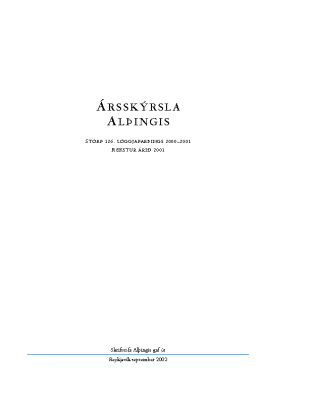 ÁRSSKÝRSLA
ALÞINGIS
STÖRF 126. LÖGGJAFARÞINGS 2000–2001
REKSTUR ÁRIÐ 2001
Skrifstofa Alþingis gaf út
Reykjavík september 2002